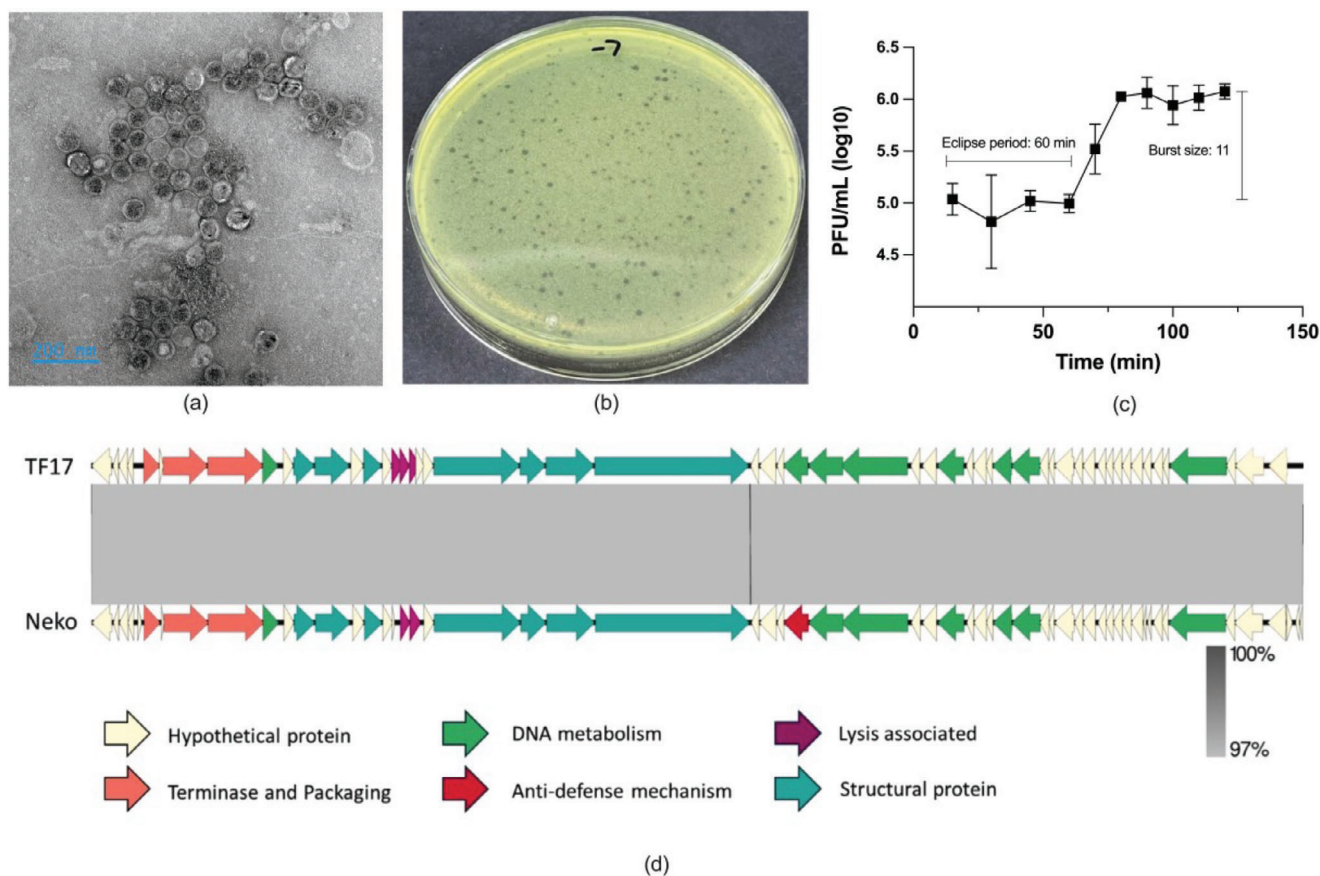 200 nm
(a)
-7
(b)
6.5
6.0
5.5
5.0
4.5
PFU/mL (log10)
Eclipse period: 60 min
Burst size: 11
0
50
100
150
Time (min)
(c)
TF17
Neko
100%
97%
Hypothetical protein
DNA metabolism
Lysis associated
Terminase and Packaging
Anti-defense mechanism
Structural protein
(d)